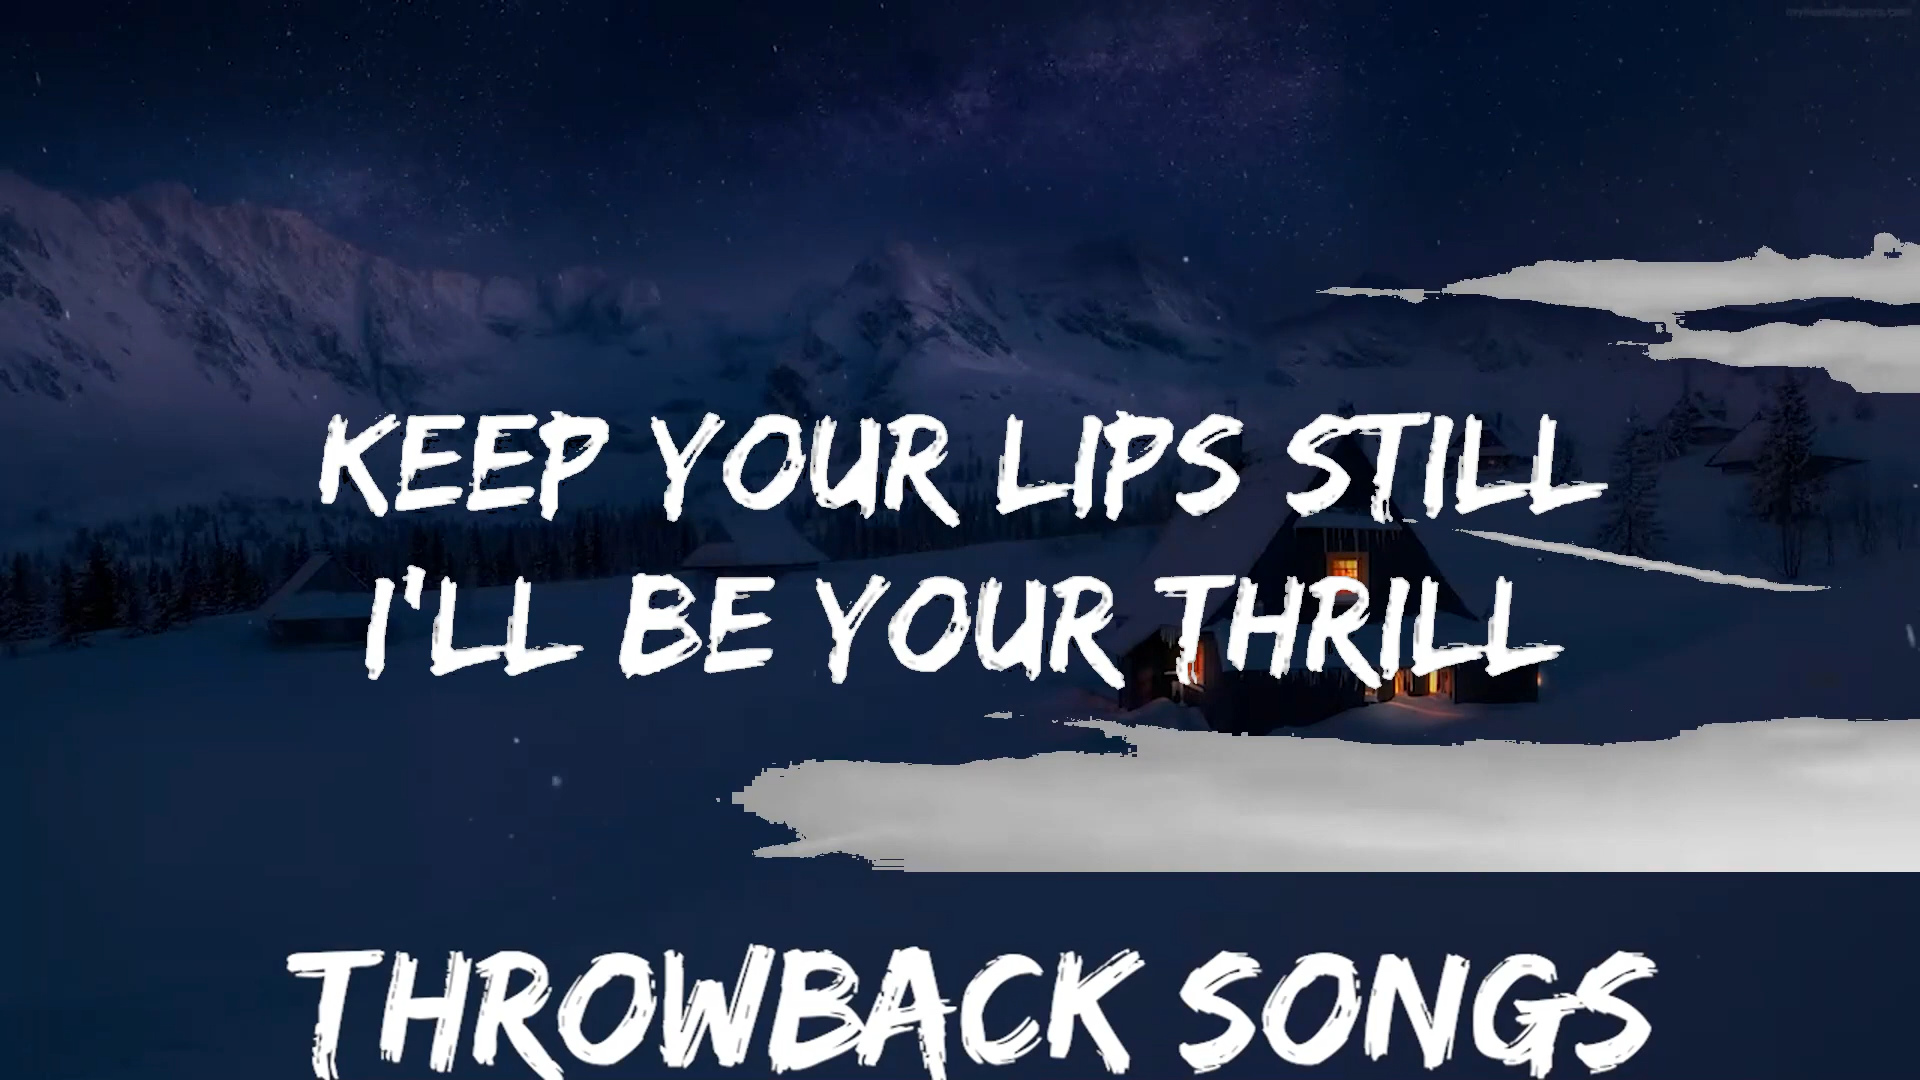 KEEP YOUR LIPS STILL
I'LL BE YOUR THRILL
THROWBACK SONGS